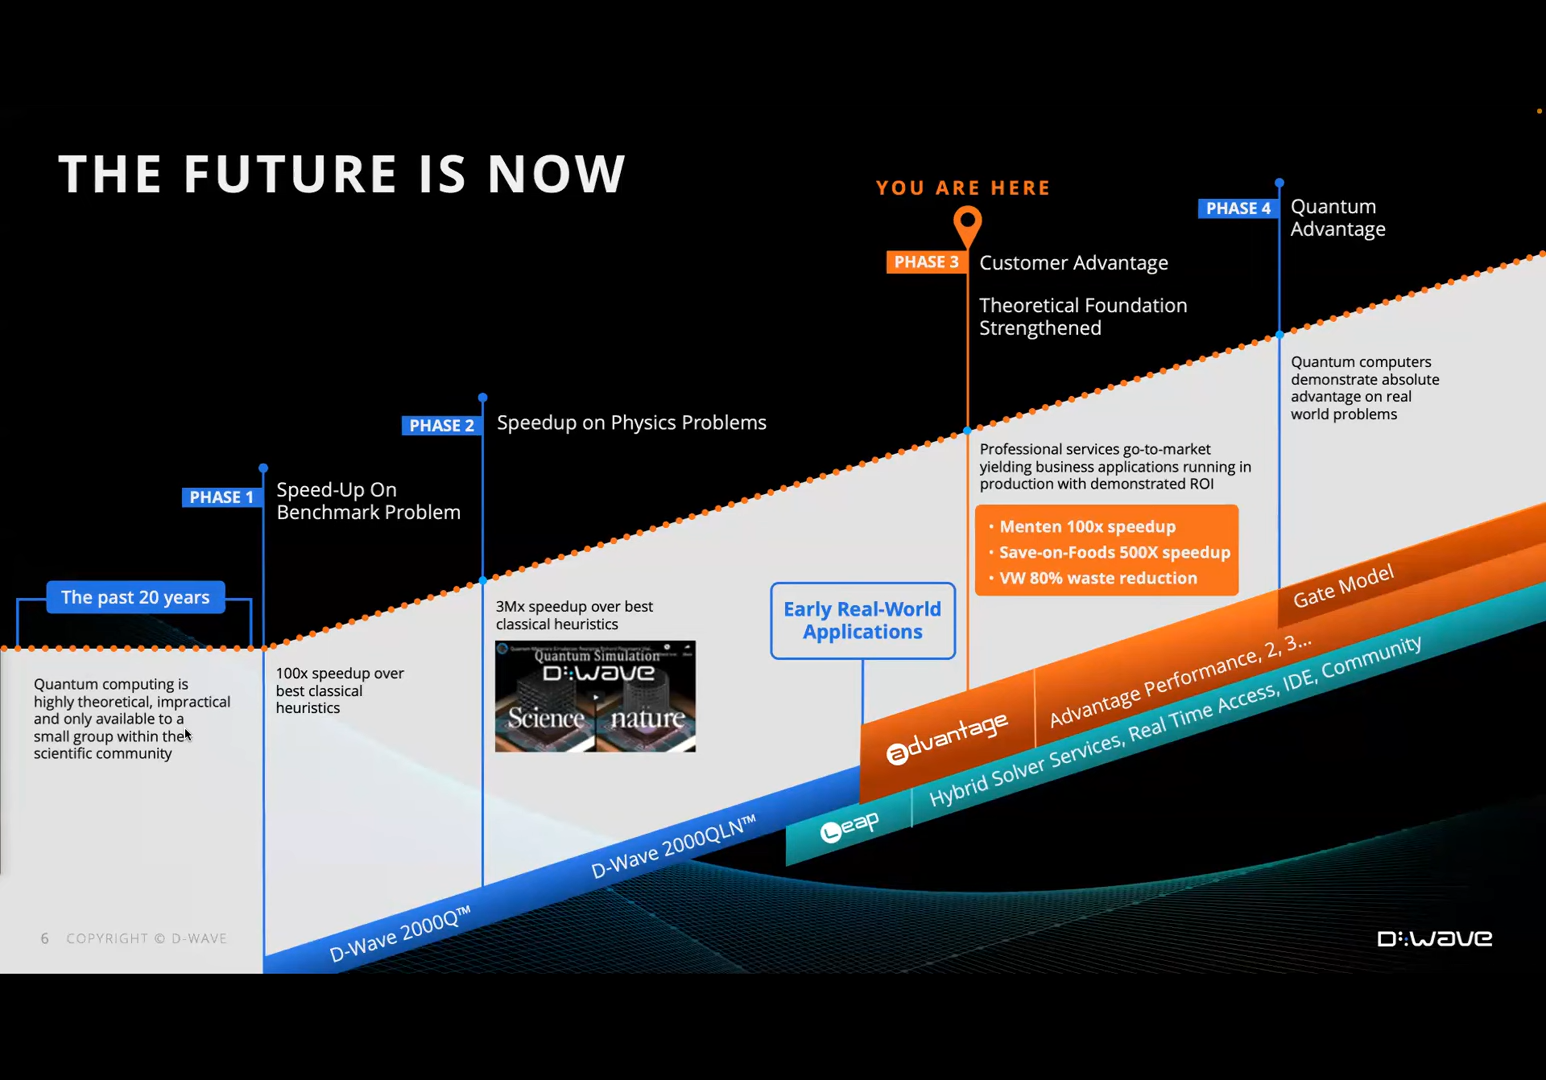 THE FUTURE IS NOW
YOU ARE HERE
PHASE 4
Quantum
Advantage
PHASE 3
Customer Advantage
Theoretical Foundation
Strengthened
Quantum computers
demonstrate absolute
advantage on real
world problems
PHASE 2
Speedup on Physics Problems
Professional services go-to-market
yielding business applications running in
production with demonstrated ROI
PHASE 1
Speed-Up On
Benchmark Problem
• Menten 100x speedup
• Save-on-Foods 500X speedup
• VW 80% waste reduction
The past 20 years
Early Real-World
Applications
3Mx speedup over best
classical heuristics
Quantum Simulation
D:wave
Science
nature
100x speedup over
best classical
heuristics
Quantum computing is
highly theoretical, impractical
and only available to a
small group within the
scientific community
Gate Model
advantage
Advantage Performance, 2, 3...
Leap
Hybrid Solver Services, Real Time Access, IDE, Community
D-Wave 2000Q™
D-Wave 2000QLN™
6 COPYRIGHT © D-WAVE
D:wave